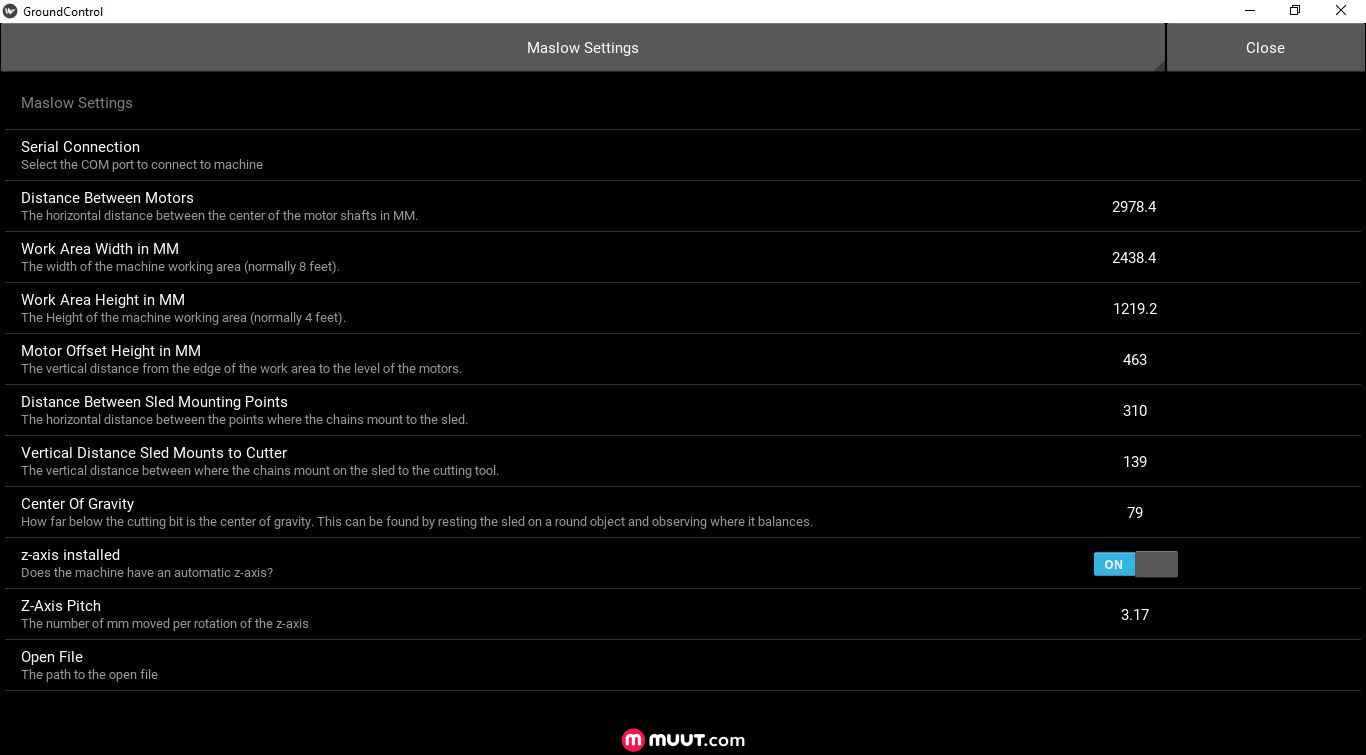 GroundControl
Maslow Settings
Close
Maslow Settings
Serial Connection
Select the COM port to connect to machine
Distance Between Motors
The horizontal distance between the center of the motor shafts in MM.
2978.4
Work Area Width in MM
The width of the machine working area (normally 8 feet).
2438.4
Work Area Height in MM
The Height of the machine working area (normally 4 feet).
1219.2
Motor Offset Height in MM
The vertical distance from the edge of the work area to the level of the motors.
463
Distance Between Sled Mounting Points
The horizontal distance between the points where the chains mount to the sled.
310
Vertical Distance Sled Mounts to Cutter
The vertical distance between where the chains mount on the sled to the cutting tool.
139
Center Of Gravity
How far below the cutting bit is the center of gravity. This can be found by resting the sled on a round object and observing where it balances.
79
z-axis installed
Does the machine have an automatic z-axis?
ON
Z-Axis Pitch
The number of mm moved per rotation of the z-axis
3.17
Open File
The path to the open file
muut.com